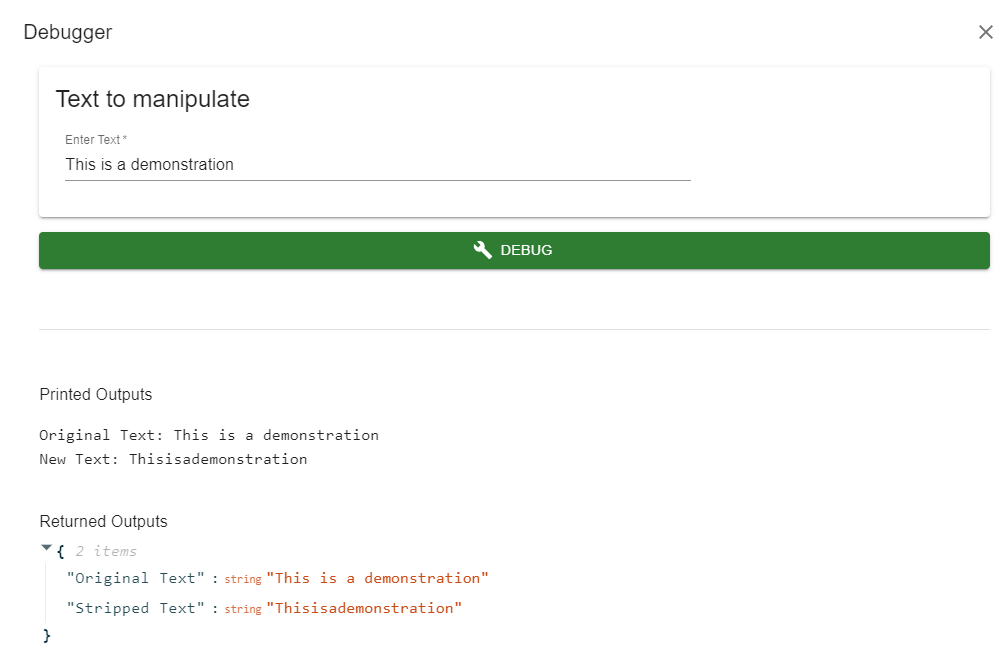 Debugger
Text to manipulate
Enter Text *
This is a demonstration
DEBUG
Printed Outputs
Original Text: This is a demonstration
New Text: Thisisademonstration
Returned Outputs
{ 2 items
"Original Text" : string "This is a demonstration"
"Stripped Text" : string "Thisisademonstration"
}